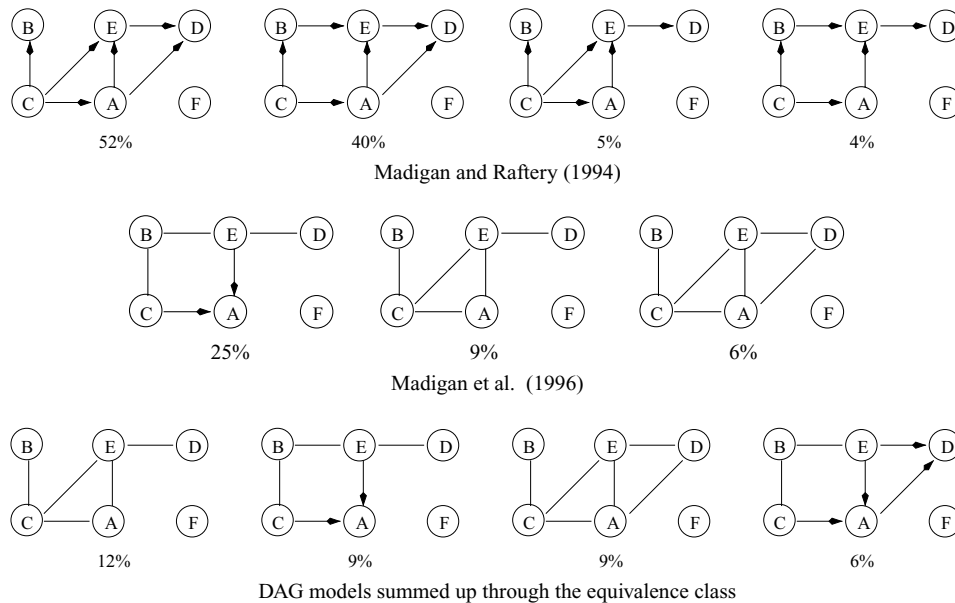 B E D B E D B E D B E D
C A F C A F C A F C A F
52% 40% 5% 4%
Madigan and Raftery (1994)
B E D B E D B E D
C A F C A F C A F
25% 9% 6%
Madigan et al. (1996)
B E D B E D B E D B E D
C A F C A F C A F C A F
12% 9% 9% 6%
DAG models summed up through the equivalence class